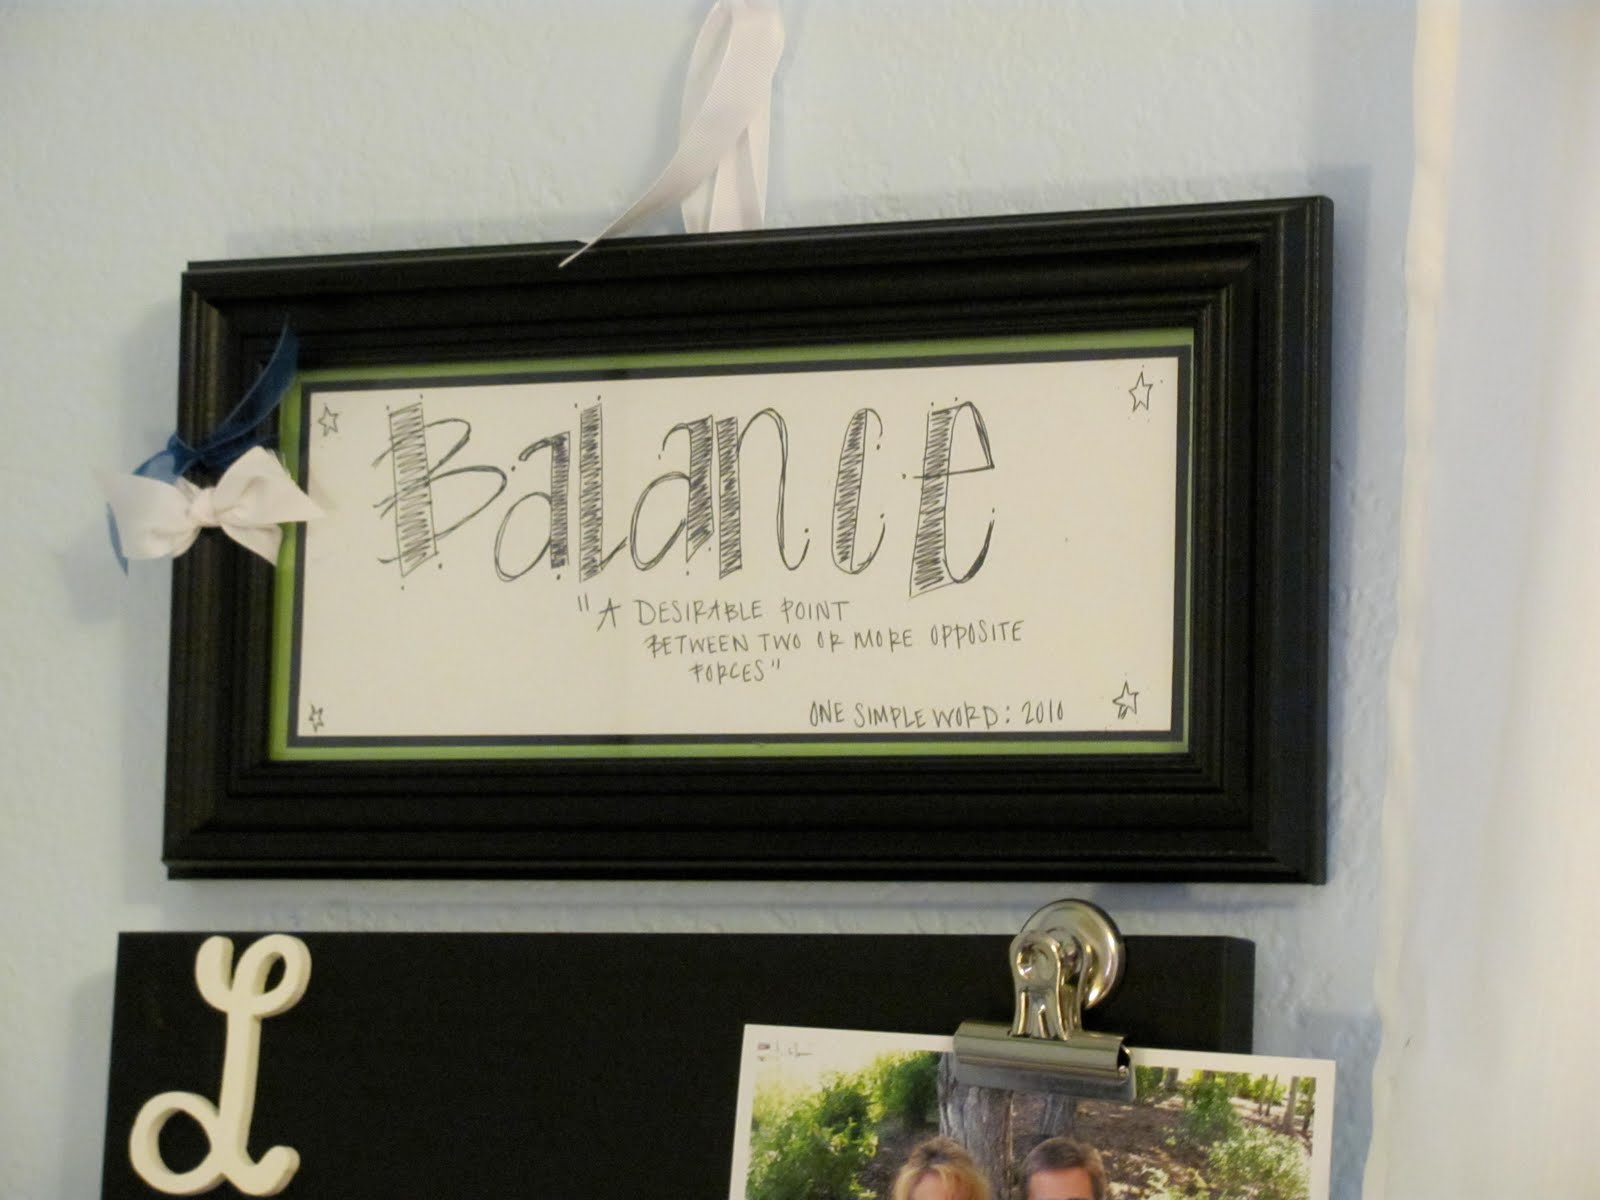 Balance
"A DESIRABLE POINT
BETWEEN TWO OR MORE OPPOSITE
FORCES"
ONE SIMPLE WORD: 2010
L